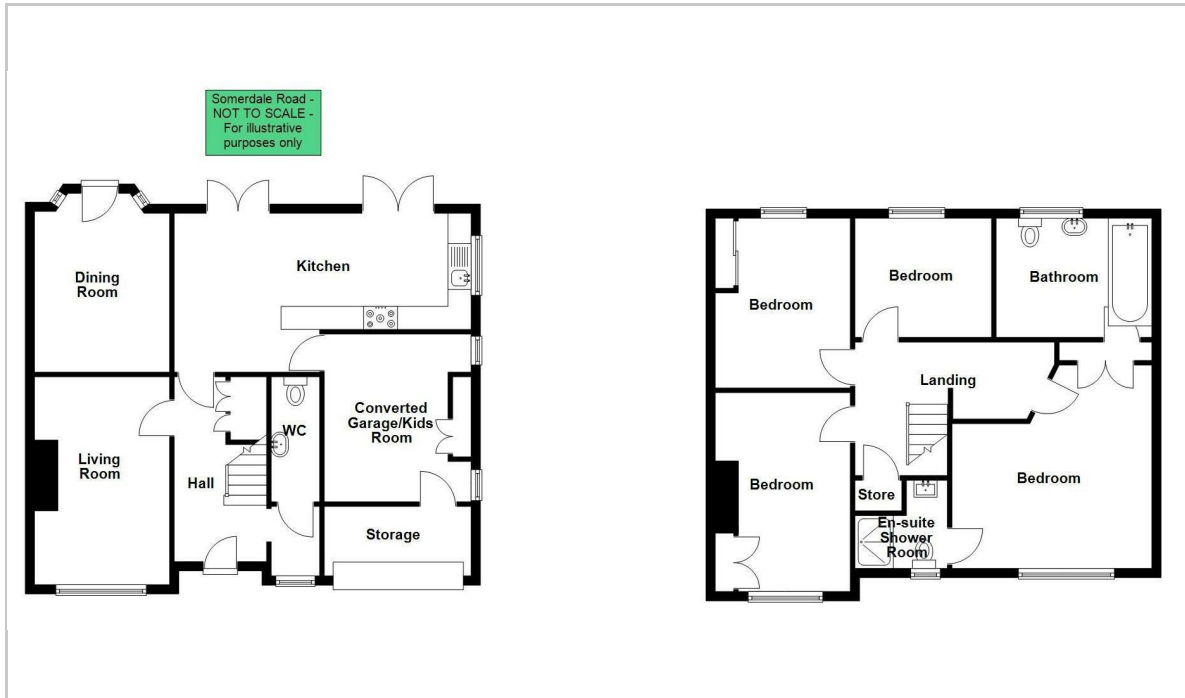 Somerdale Road -
NOT TO SCALE -
For illustrative
purposes only
Dining
Room
Kitchen
Living
Room
Hall
WC
Converted
Garage/Kids
Room
Storage
Bedroom
Bedroom
Bathroom
Landing
Bedroom
Store
En-suite
Shower
Room
Bedroom